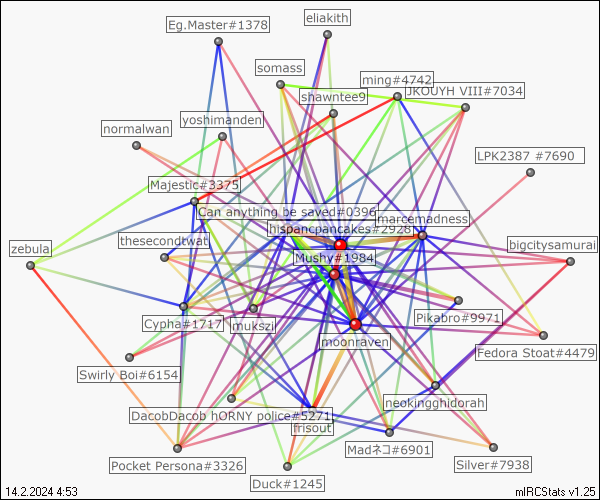 eliakith
Eg.Master#1378
somass
ming#4742
JKOUYH VIII#7034
shawntee9
yoshimanden
normalwan
LPK2387 #7690
Majestic#3375
Can anything be saved#0396
marcemadness
hispancpancakes#2928
thesecondtwat
zebula
bigcitysamurai
Mushy#1984
Cypha#1717
mukszi
Pikabro#9971
moonraven
Fedora Stoat#4479
Swirly Boi#6154
neokingghidorah
DacobDacob hORNY police#5271
frisout
Madネコ#6901
Pocket Persona#3326
Silver#7938
Duck#1245
14.2.2024 4:53
mIRCStats v1.25